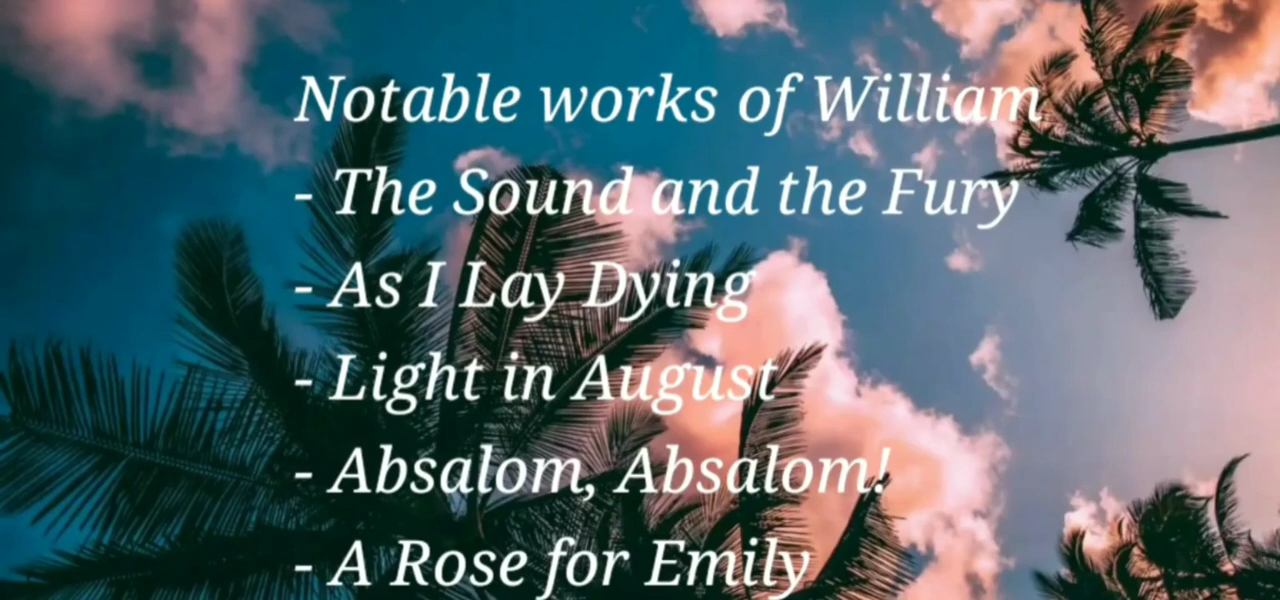 Notable works of William
- The Sound and the Fury
- As I Lay Dying
- Light in August
- Absalom, Absalom!
- A Rose for Emily